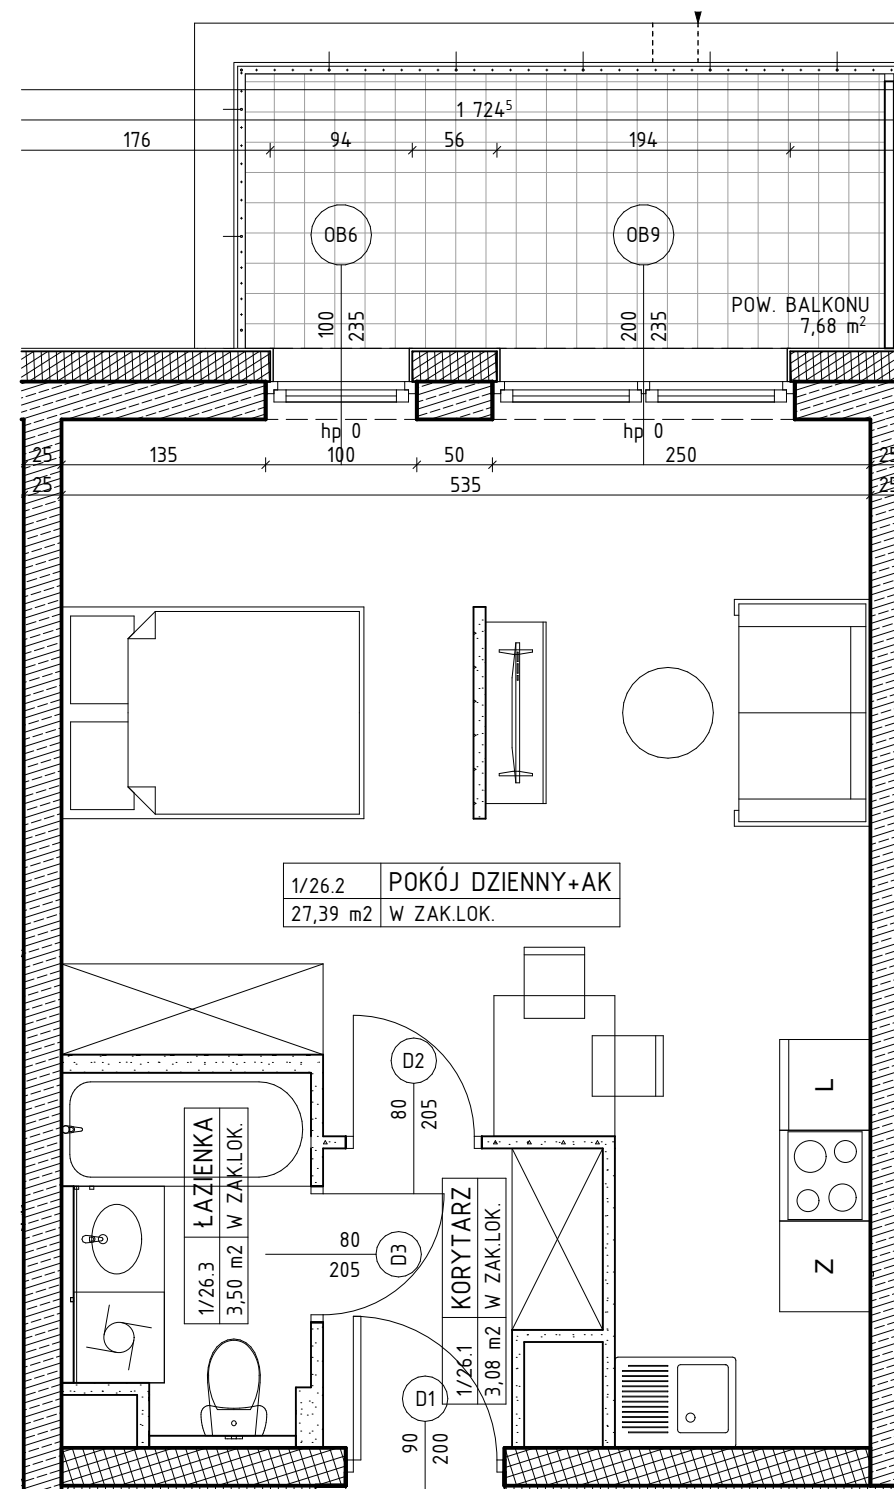 1 724⁵
176 94 56 194
OB6 OB9
100 235 200 235
POW. BALKONU
7,68 m²
hp 0 hp 0
25 135 100 50 250 25
25 535 25
1/26.2 POKÓJ DZIENNY+AK
27,39 m2 W ZAK.LOK.
D2
80
205
L
1/26.3 ŁAZIENKA
3,50 m2 W ZAK.LOK.
80
205
D3
1/26.1 KORYTARZ
3,08 m2 W ZAK.LOK.
Z
D1
90
200